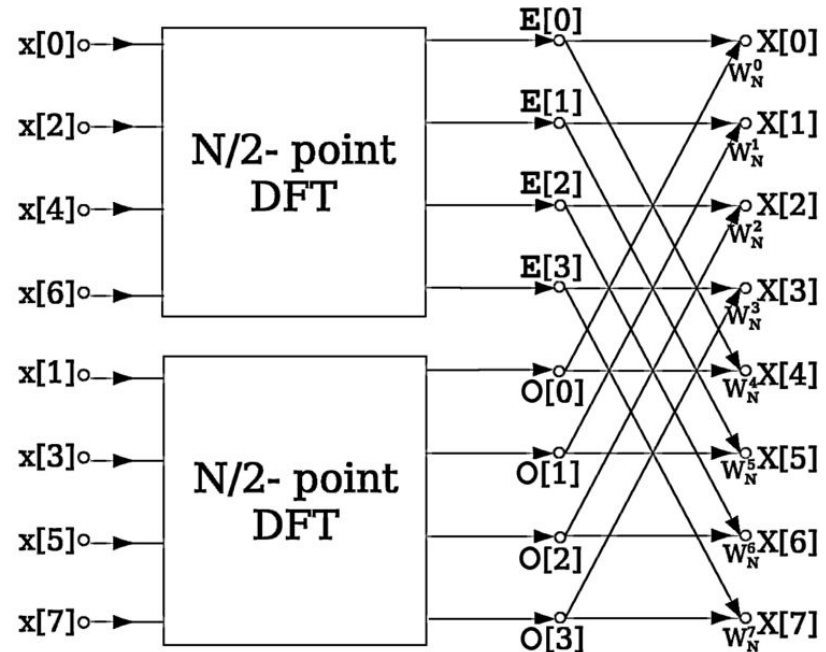 x[0]
x[2]
x[4]
x[6]
N/2- point
DFT
x[1]
x[3]
x[5]
x[7]
N/2- point
DFT
E[0]
E[1]
E[2]
E[3]
O[0]
O[1]
O[2]
O[3]
X[0]
W_N^0
X[1]
W_N^1
X[2]
W_N^2
X[3]
W_N^3
X[4]
W_N^4
X[5]
W_N^5
X[6]
W_N^6
X[7]
W_N^7